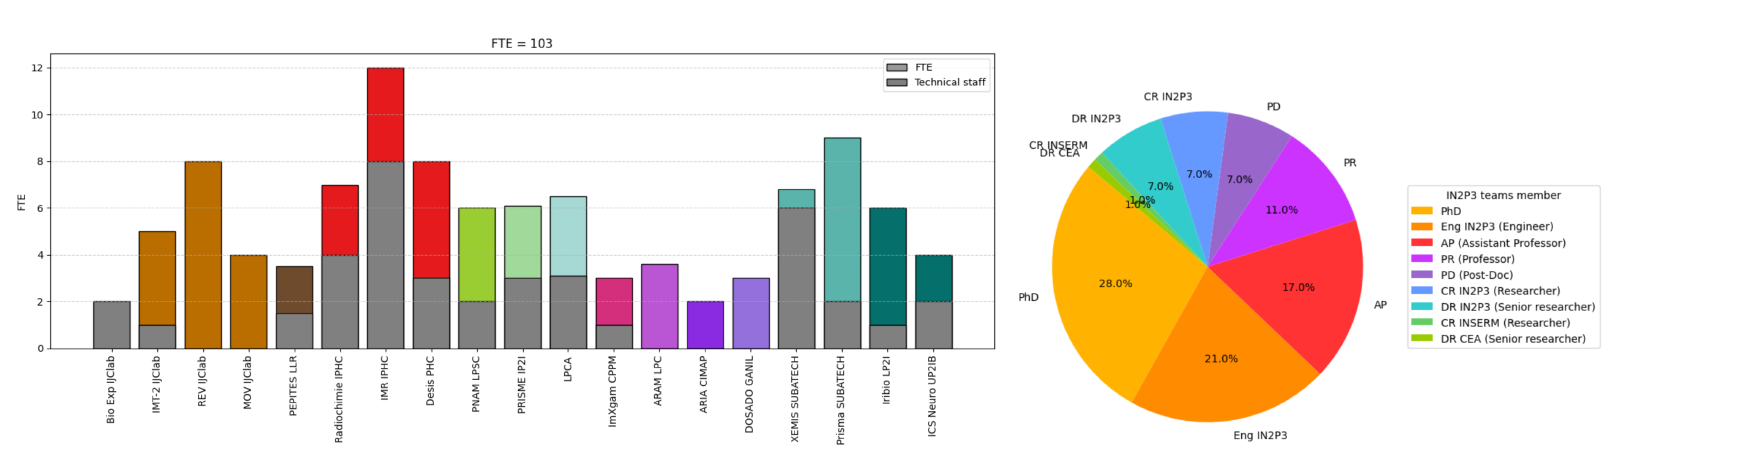 FTE = 103
FTE
12
10
8
6
4
2
0
FTE
Technical staff
Bio Exp IJClab
IMT-2 IJClab
REV IJClab
MOV IJClab
PEPITES LLR
Radiochimie IPHC
IMR IPHC
Desis PHC
PNAM LPSC
PRISME IP2I
LPCA
ImXgam CPPM
ARAM LPC
ARIA CIMAP
DOSADO GANIL
XEMIS SUBATECH
Prisma SUBATECH
Iribio LP2I
ICS Neuro UP2IIB
CR IN2P3
PD
DR IN2P3
PR
CR INSERM
DR CEA
PhD
AP
Eng IN2P3
7.0%
7.0%
7.0%
1.0%
1.0%
11.0%
28.0%
17.0%
21.0%
IN2P3 teams member
PhD
Eng IN2P3 (Engineer)
AP (Assistant Professor)
PR (Professor)
PD (Post-Doc)
CR IN2P3 (Researcher)
DR IN2P3 (Senior researcher)
CR INSERM (Researcher)
DR CEA (Senior researcher)